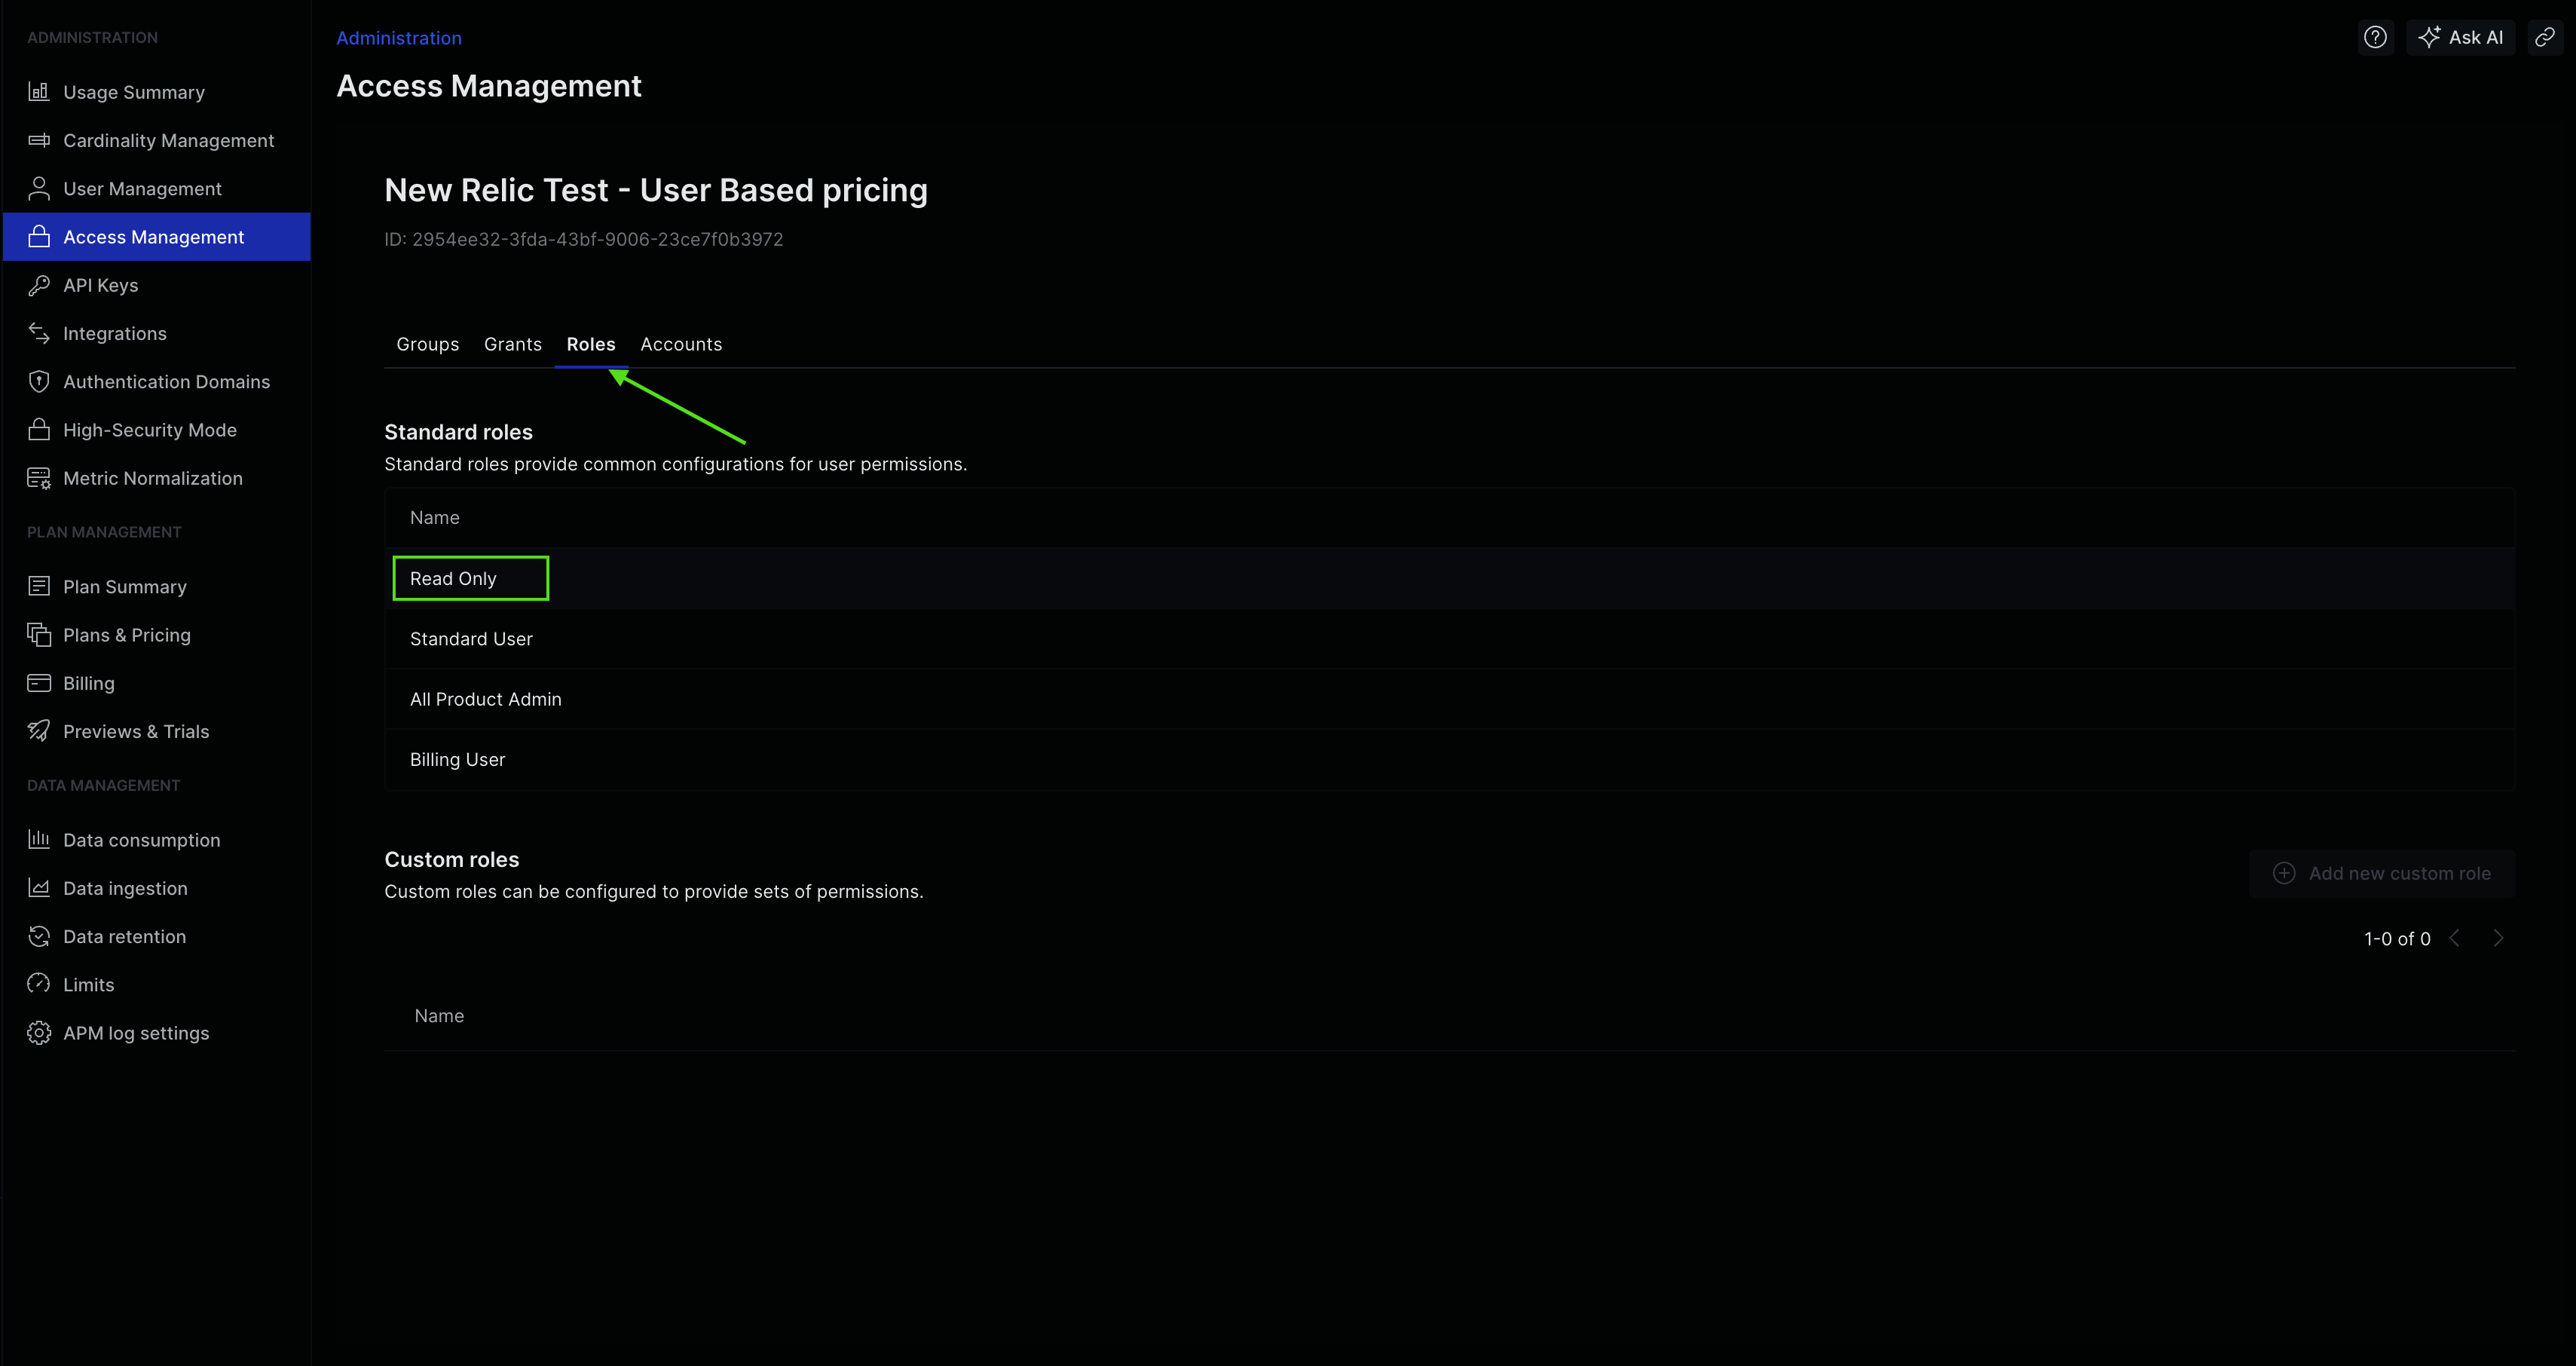 ADMINISTRATION
Usage Summary
Cardinality Management
User Management
Access Management
API Keys
Integrations
Authentication Domains
High-Security Mode
Metric Normalization
PLAN MANAGEMENT
Plan Summary
Plans & Pricing
Billing
Previews & Trials
DATA MANAGEMENT
Data consumption
Data ingestion
Data retention
Limits
APM log settings
Administration
Ask AI
Access Management
New Relic Test - User Based pricing
ID: 2954ee32-3fda-43bf-9006-23ce7f0b3972
Groups Grants Roles Accounts
Standard roles
Standard roles provide common configurations for user permissions.
Name
Read Only
Standard User
All Product Admin
Billing User
Custom roles
Custom roles can be configured to provide sets of permissions.
Add new custom role
1-0 of 0
Name